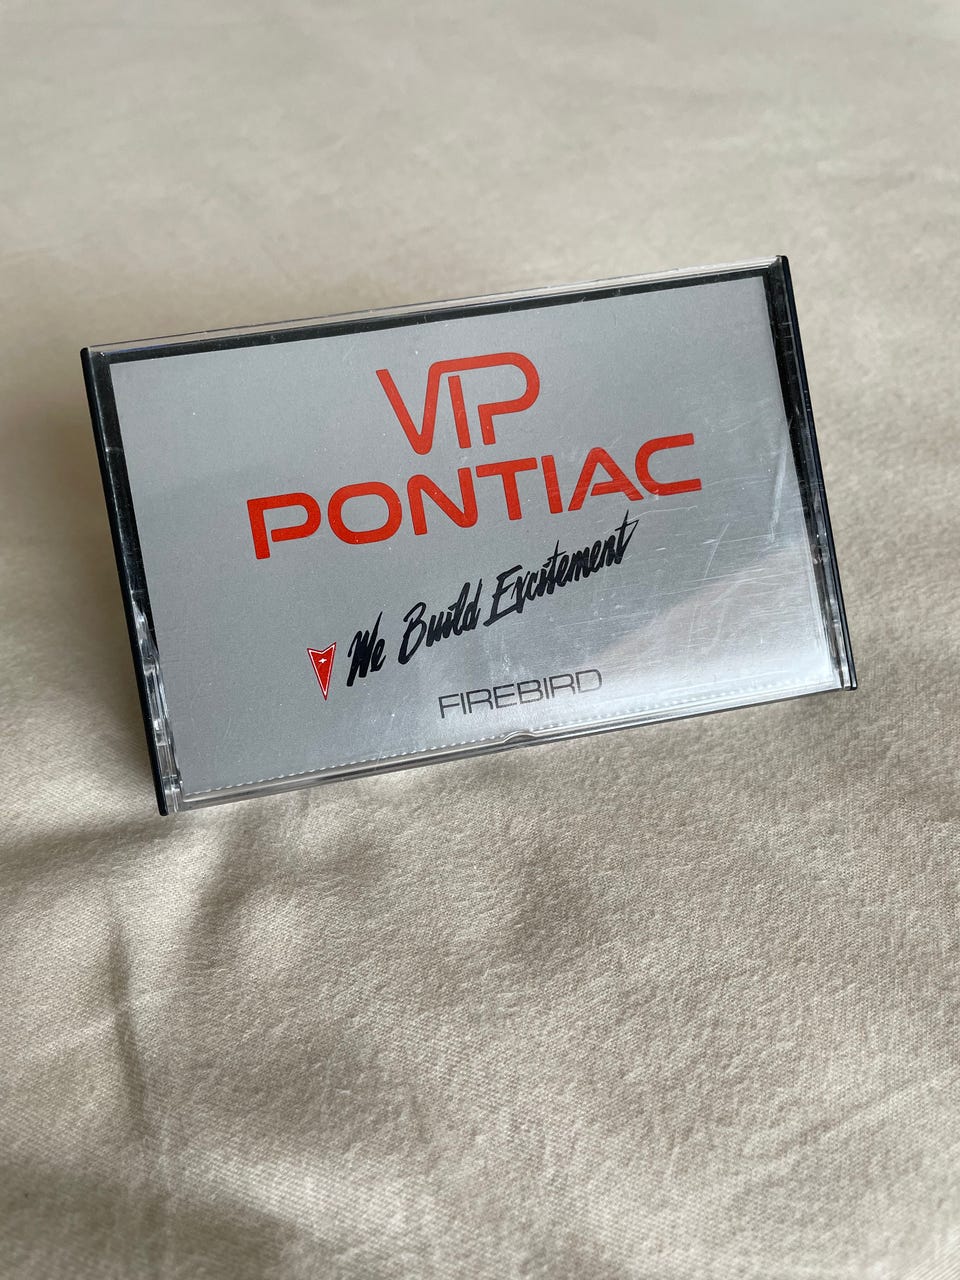 VIP
PONTIAC
We Build Excitement
FIREBIRD